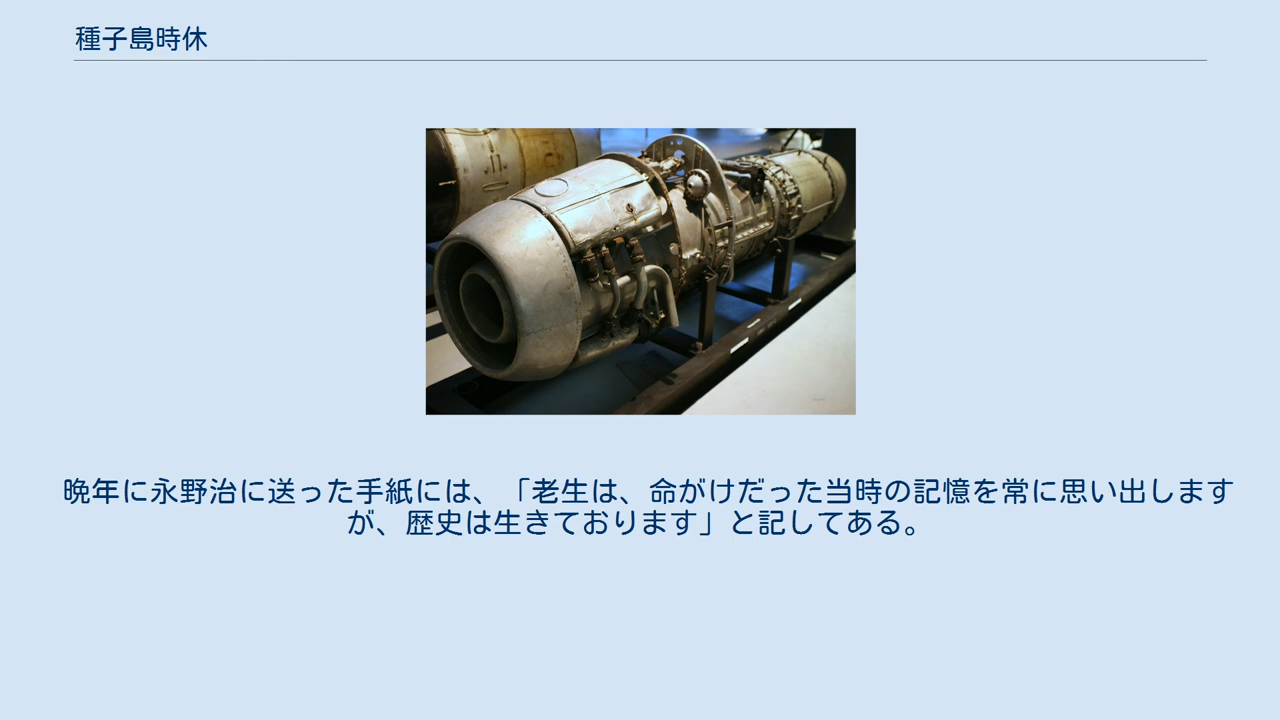 種子島時休
晩年に永野治に送った手紙には、「老生は、命がけだった当時の記憶を常に思い出します
が、歴史は生きております」と記してある。